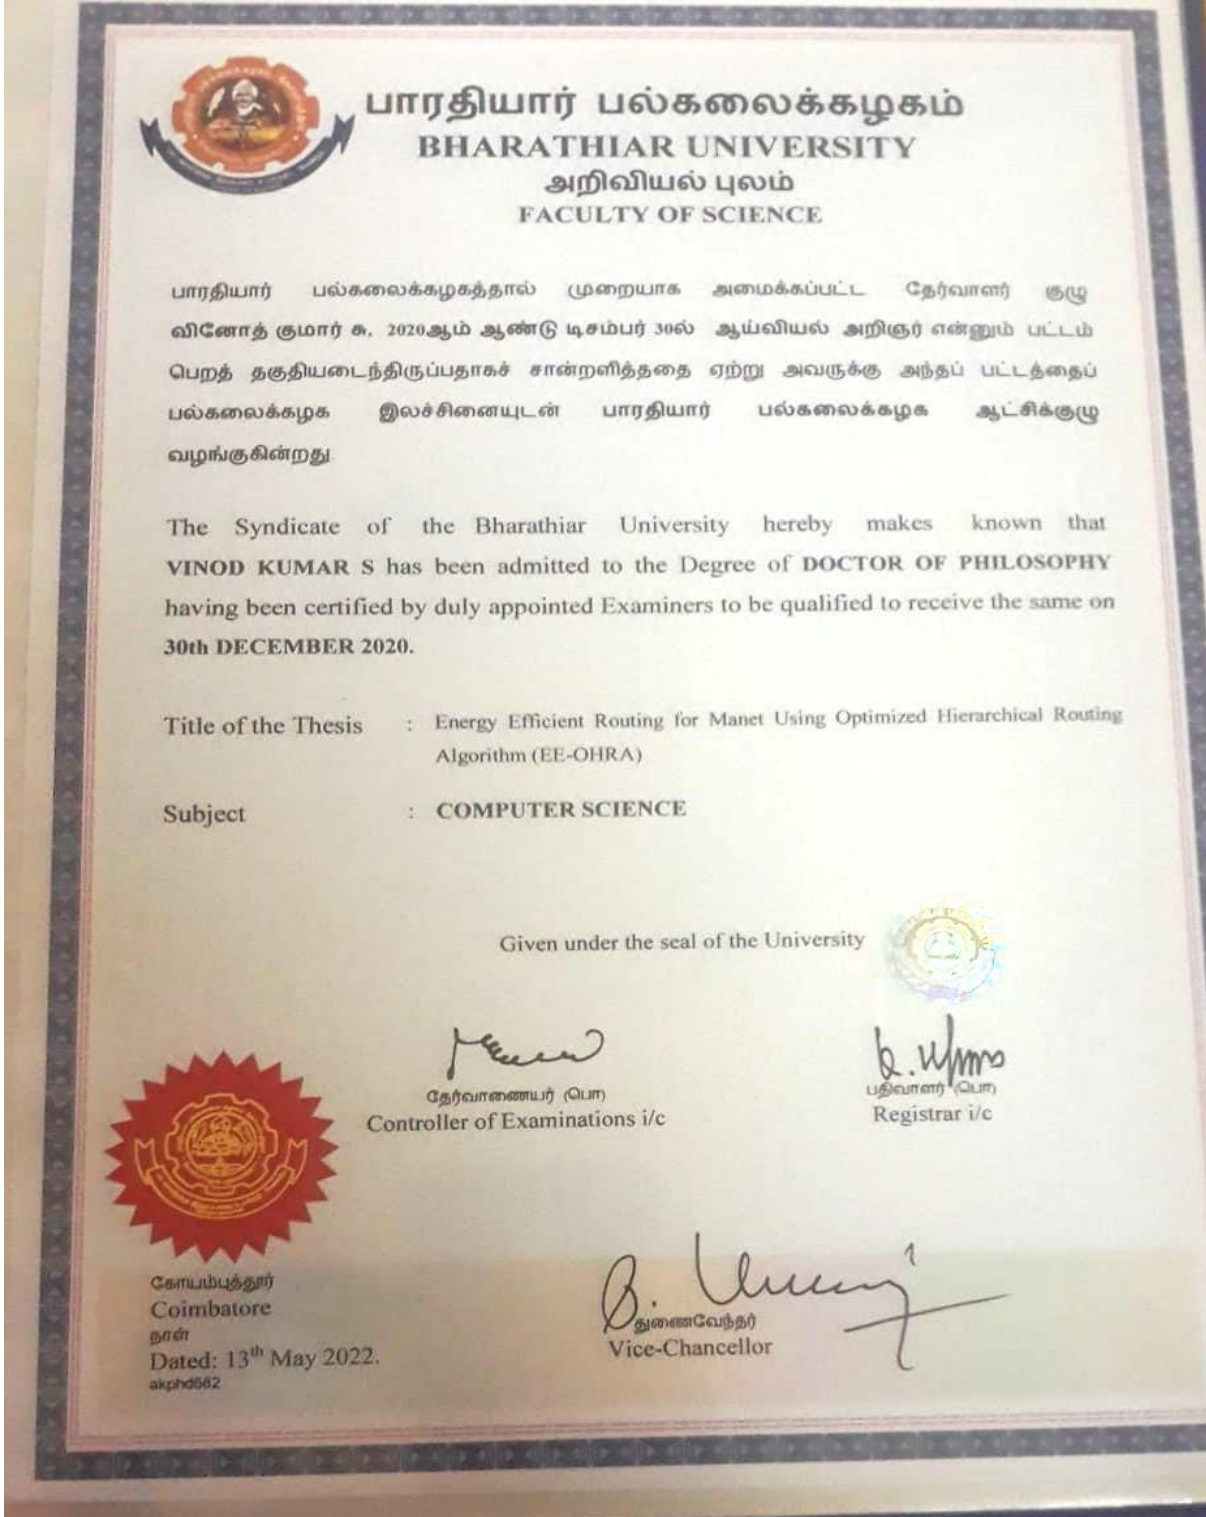 பாரதியார் பல்கலைக்கழகம்
BHARATHIAR UNIVERSITY
அறிவியல் புலம்
FACULTY OF SCIENCE
பாரதியார் பல்கலைக்கழகத்தால் முறையாக அமைக்கப்பட்ட தேர்வாளர் குழு
வினோத் குமார் சு. 2020ஆம் ஆண்டு டிசம்பர் 30ல் ஆய்வியல் அறிஞர் என்னும் பட்டம்
பெறத் தகுதியடைந்திருப்பதாகச் சான்றளித்ததை ஏற்று அவருக்கு அந்தப் பட்டத்தைப்
பல்கலைக்கழக இலச்சினையுடன் பாரதியார் பல்கலைக்கழக ஆட்சிக்குழு
வழங்குகின்றது
The Syndicate of the Bharathiar University hereby makes known that
VINOD KUMAR S has been admitted to the Degree of DOCTOR OF PHILOSOPHY
having been certified by duly appointed Examiners to be qualified to receive the same on
30th DECEMBER 2020.
Title of the Thesis : Energy Efficient Routing for Manet Using Optimized Hierarchical Routing
Algorithm (EE-OHRA)
Subject : COMPUTER SCIENCE
Given under the seal of the University
தேர்வாணையர் (பொ) பதிவாளர் (பொ)
Controller of Examinations i/c Registrar i/c
கோயம்புத்தூர்
Coimbatore
நாள்
Dated: 13th May 2022.
akphd582
துணைவேந்தர்
Vice-Chancellor